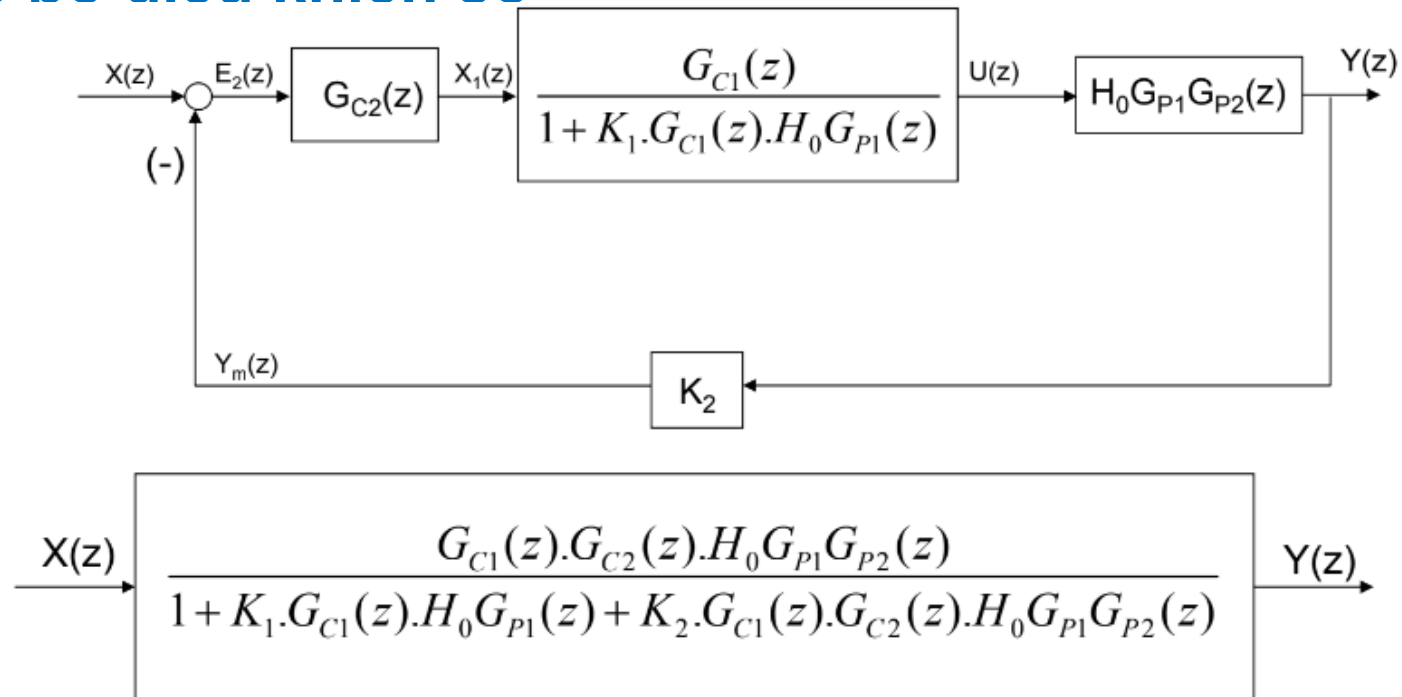 X(z) E₂(z) G_C2(z) X₁(z) G_C1(z) / 1 + K₁.G_C1(z).H₀G_P1(z) U(z) H₀G_P1G_P2(z) Y(z)
(-)
Y_m(z) K₂
X(z) G_C1(z).G_C2(z).H₀G_P1G_P2(z) / 1 + K₁.G_C1(z).H₀G_P1(z) + K₂.G_C1(z).G_C2(z).H₀G_P1G_P2(z) Y(z)